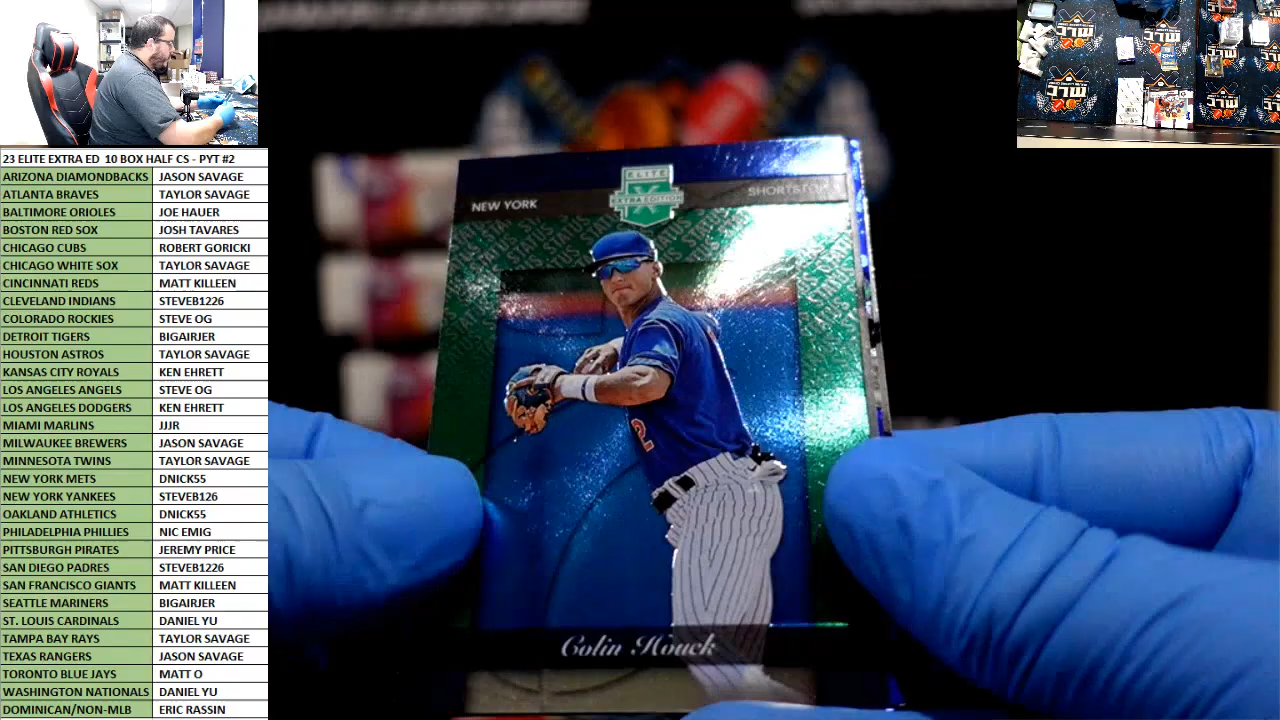 23 ELITE EXTRA ED 10 BOX HALF CS - PYT #2
ARIZONA DIAMONDBACKS JASON SAVAGE
ATLANTA BRAVES TAYLOR SAVAGE
BALTIMORE ORIOLES JOE HAUER
BOSTON RED SOX JOSH TAVARES
CHICAGO CUBS ROBERT GORICKI
CHICAGO WHITE SOX TAYLOR SAVAGE
CINCINNATI REDS MATT KILLEEN
CLEVELAND INDIANS STEVEB1226
COLORADO ROCKIES STEVE OG
DETROIT TIGERS BIGAIRJER
HOUSTON ASTROS TAYLOR SAVAGE
KANSAS CITY ROYALS KEN EHRETT
LOS ANGELES ANGELS STEVE OG
LOS ANGELES DODGERS KEN EHRETT
MIAMI MARLINS JJJR
MILWAUKEE BREWERS JASON SAVAGE
MINNESOTA TWINS TAYLOR SAVAGE
NEW YORK METS DNICK55
NEW YORK YANKEES STEVEB126
OAKLAND ATHLETICS DNICK55
PHILADELPHIA PHILLIES NIC EMIG
PITTSBURGH PIRATES JEREMY PRICE
SAN DIEGO PADRES STEVEB1226
SAN FRANCISCO GIANTS MATT KILLEEN
SEATTLE MARINERS BIGAIRJER
ST. LOUIS CARDINALS DANIEL YU
TAMPA BAY RAYS TAYLOR SAVAGE
TEXAS RANGERS JASON SAVAGE
TORONTO BLUE JAYS MATT O
WASHINGTON NATIONALS DANIEL YU
DOMINICAN/NON-MLB ERIC RASSIN
ELITE
X
EXTRA EDITION
NEW YORK
SHORTSTOP
STATUS STATUS STATUS
2
Colin Houck